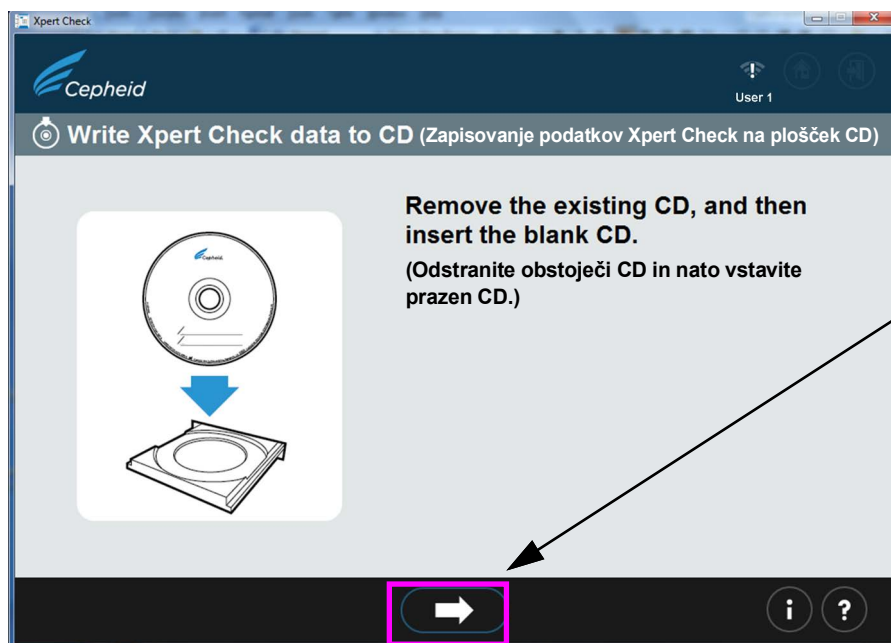 Xpert Check
Cepheid
User 1
Write Xpert Check data to CD (Zapisovanje podatkov Xpert Check na plošček CD)
Remove the existing CD, and then
insert the blank CD.
(Odstranite obstoječi CD in nato vstavite
prazen CD.)
Cepheid
i ?